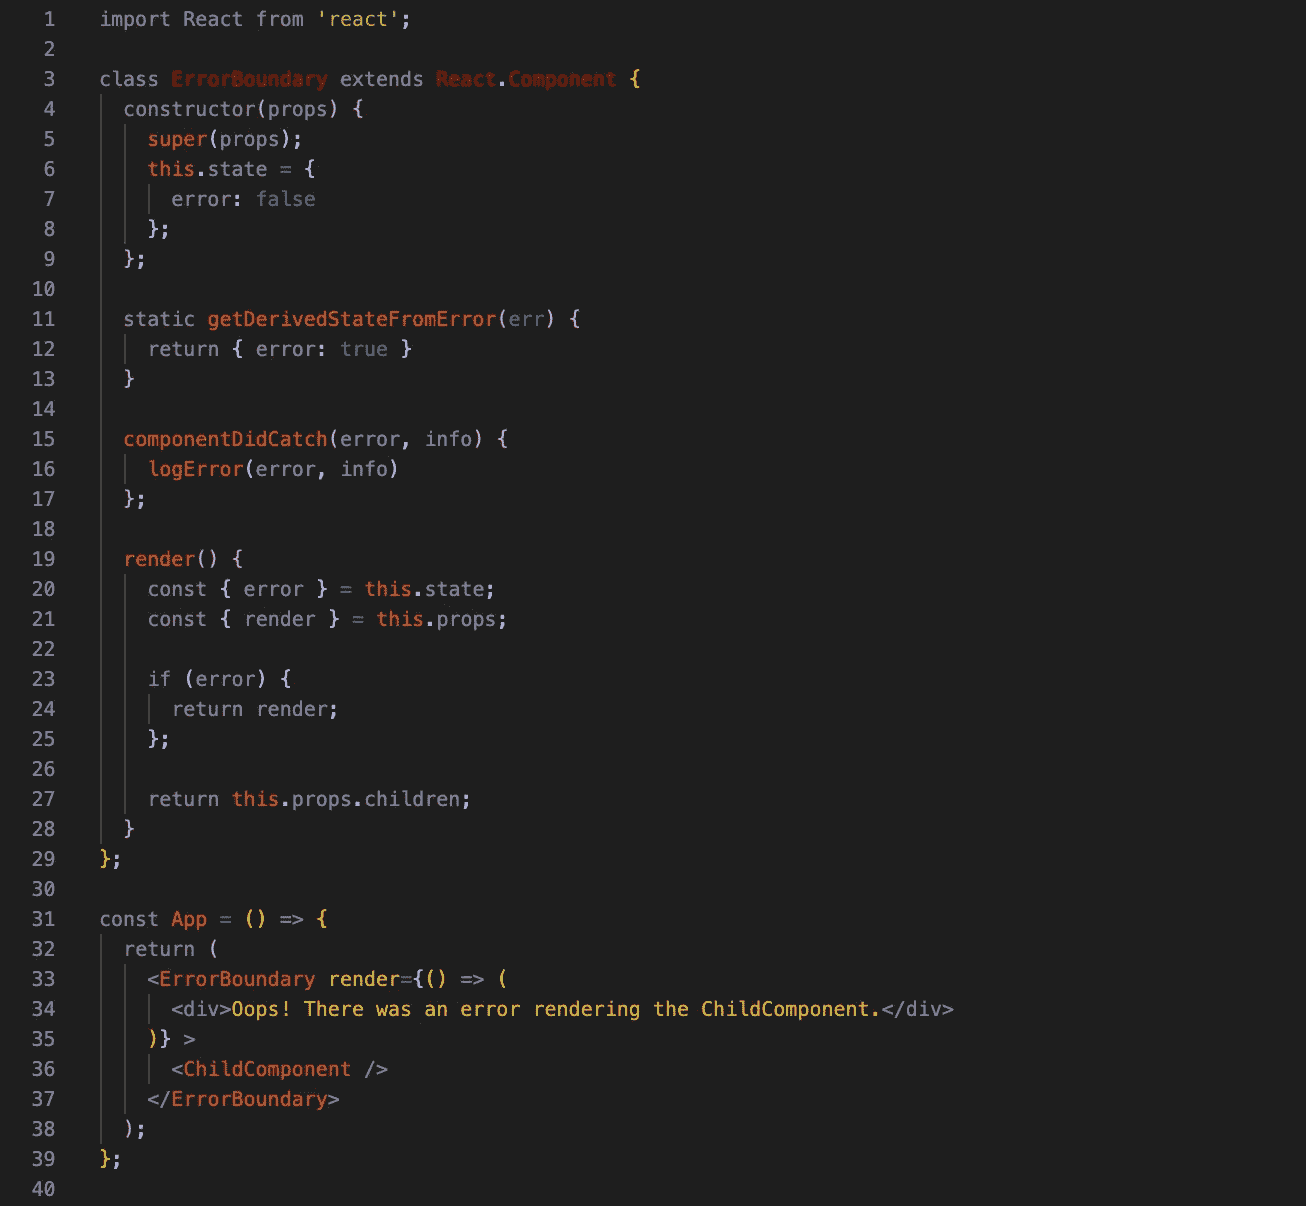 1 import React from 'react';
2
3 class ErrorBoundary extends React.Component {
4 constructor(props) {
5 super(props);
6 this.state = {
7 error: false
8 };
9 };
10
11 static getDerivedStateFromError(err) {
12 return { error: true }
13 }
14
15 componentDidCatch(error, info) {
16 logError(error, info)
17 };
18
19 render() {
20 const { error } = this.state;
21 const { render } = this.props;
22
23 if (error) {
24 return render;
25 };
26
27 return this.props.children;
28 }
29 };
30
31 const App = () => {
32 return (
33 <ErrorBoundary render={() => (
34 <div>Oops! There was an error rendering the ChildComponent.</div>
35 )} >
36 <ChildComponent />
37 </ErrorBoundary>
38 );
39 };
40